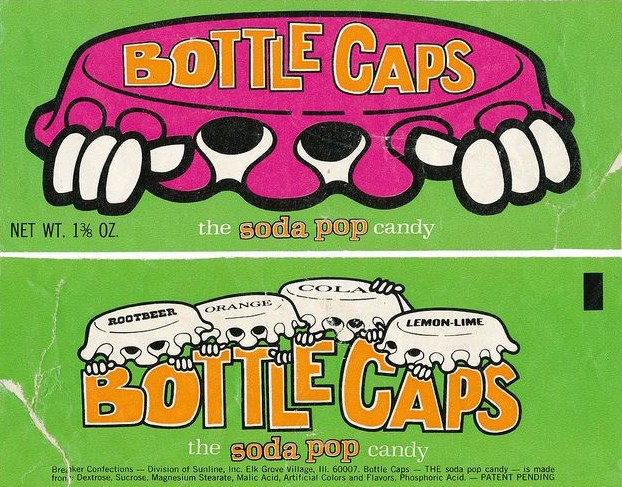 BOTTLE CAPS
NET WT. 1⅜ OZ.
the soda pop candy
ROOTBEER
ORANGE
COLA
LEMON-LIME
BOTTLE CAPS
the soda pop candy
Breaker Confections — Division of Sunline, Inc. Elk Grove Village, Ill. 60007. Bottle Caps — THE soda pop candy — is made
from: Dextrose, Sucrose, Magnesium Stearate, Malic Acid, Artificial Colors and Flavors, Phosphoric Acid. — PATENT PENDING